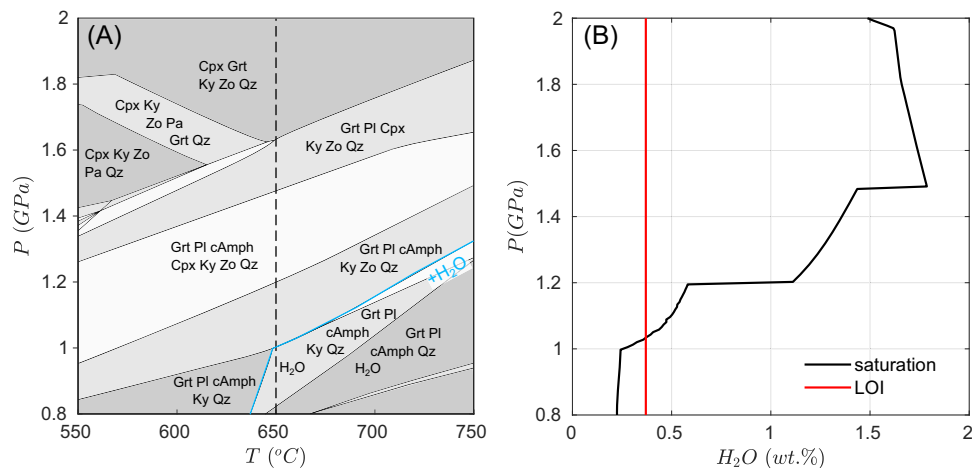 (A)
2
1.8
1.6
1.4
1.2
1
0.8
P (GPa)
550
600
650
700
750
T (°C)
Cpx Grt
Ky Zo Qz
Cpx Ky
Zo Pa
Grt Qz
Cpx Ky Zo
Pa Qz
Grt Pl Cpx
Ky Zo Qz
Grt Pl cAmph
Cpx Ky Zo Qz
Grt Pl cAmph
Ky Zo Qz
+H₂O
Grt Pl
cAmph
Ky Qz
H₂O
Grt Pl
cAmph Qz
H₂O
Grt Pl cAmph
Ky Qz
(B)
2
1.8
1.6
1.4
1.2
1
0.8
P(GPa)
0
0.5
1
1.5
2
H₂O (wt.%)
saturation
LOI